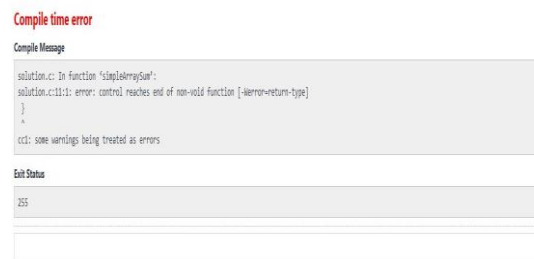 Compile time error
Compile Message
solution.c: In function ‘simpleArraySum’:
solution.c:11:1: error: control reaches end of non-void function [-Werror=return-type]
}
^
cc1: some warnings being treated as errors
Exit Status
255